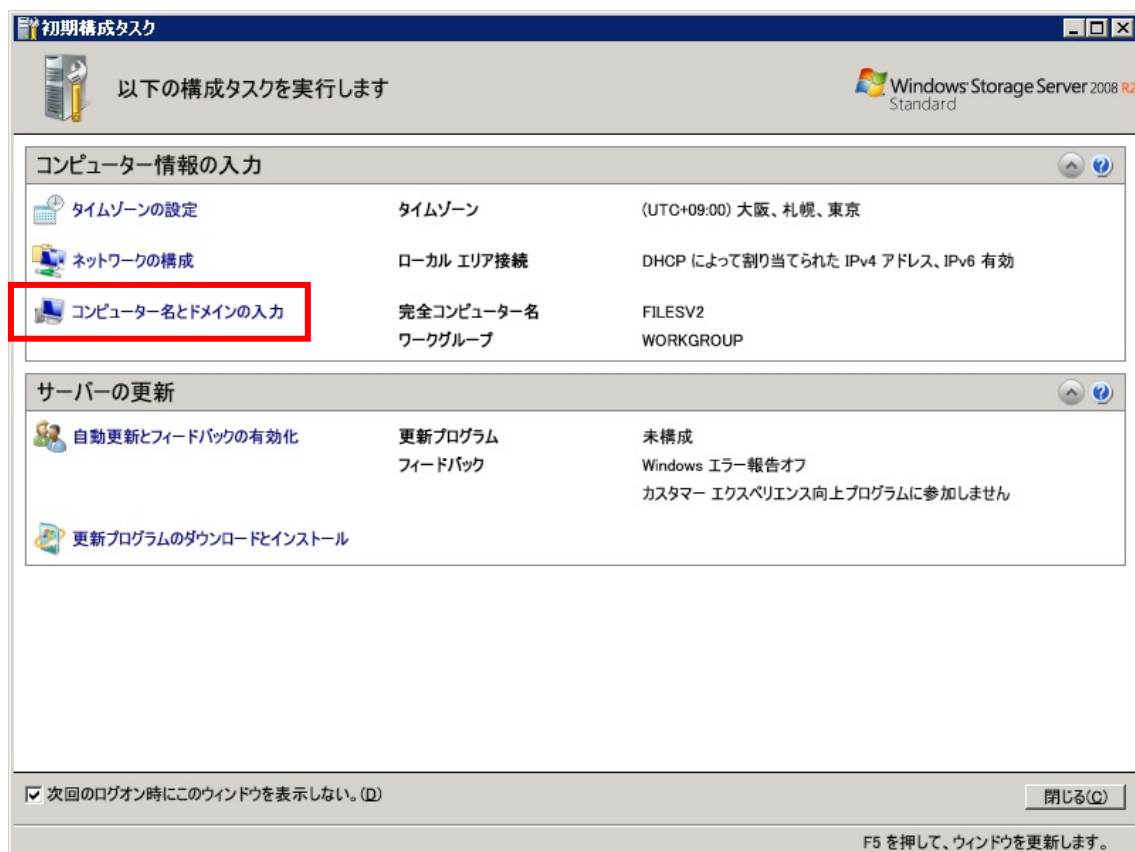 初期構成タスク
以下の構成タスクを実行します
Windows Storage Server 2008 R2
Standard
コンピューター情報の入力
タイムゾーンの設定 タイムゾーン (UTC+09:00) 大阪、札幌、東京
ネットワークの構成 ローカル エリア接続 DHCP によって割り当てられた IPv4 アドレス、IPv6 有効
コンピューター名とドメインの入力 完全コンピューター名 FILESV2
ワークグループ WORKGROUP
サーバーの更新
自動更新とフィードバックの有効化 更新プログラム 未構成
フィードバック Windows エラー報告オフ
カスタマー エクスペリエンス向上プログラムに参加しません
更新プログラムのダウンロードとインストール
次回のログオン時にこのウィンドウを表示しない。(D)
閉じる(C)
F5 を押して、ウィンドウを更新します。